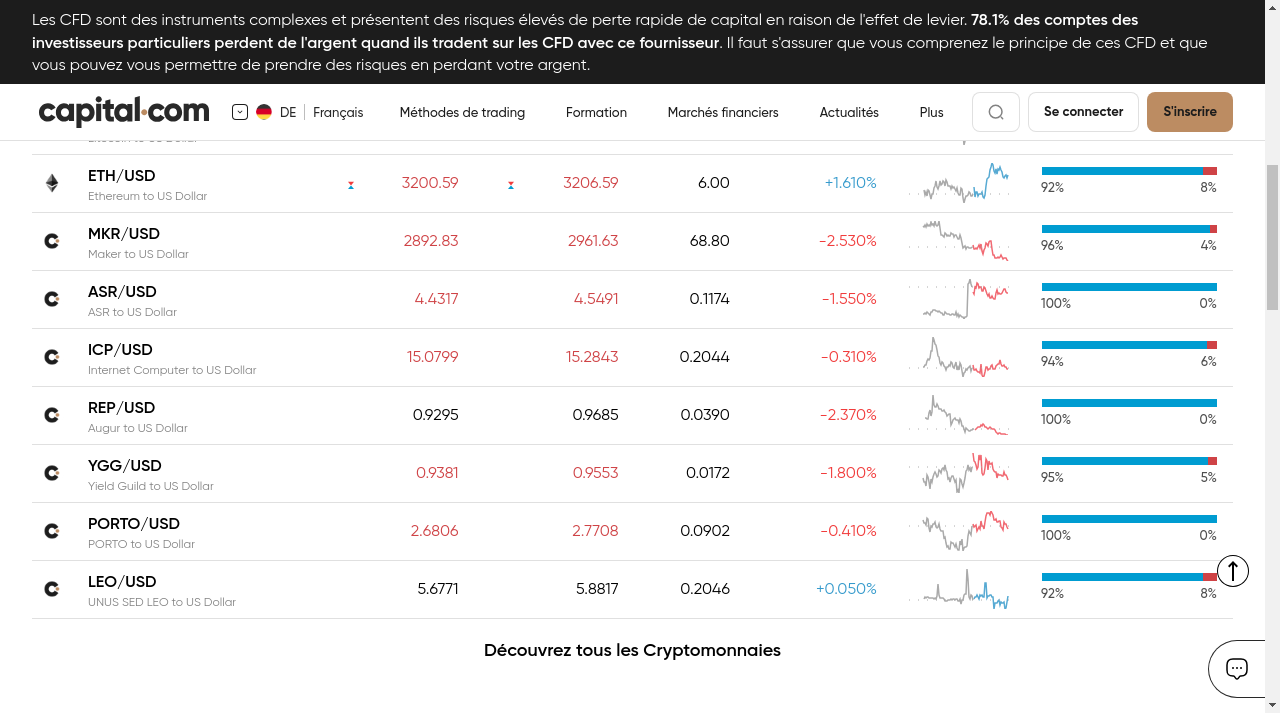 Les CFD sont des instruments complexes et présentent des risques élevés de perte rapide de capital en raison de l'effet de levier. 78.1% des comptes des
investisseurs particuliers perdent de l'argent quand ils tradent sur les CFD avec ce fournisseur. Il faut s'assurer que vous comprenez le principe de ces CFD et que
vous pouvez vous permettre de prendre des risques en perdant votre argent.
capital.com DE Français Méthodes de trading Formation Marchés financiers Actualités Plus Se connecter S'inscrire
ETH/USD 3200.59 3206.59 6.00 +1.610%
Ethereum to US Dollar 92% 8%
MKR/USD 2892.83 2961.63 68.80 -2.530%
Maker to US Dollar 96% 4%
ASR/USD 4.4317 4.5491 0.1174 -1.550%
ASR to US Dollar 100% 0%
ICP/USD 15.0799 15.2843 0.2044 -0.310%
Internet Computer to US Dollar 94% 6%
REP/USD 0.9295 0.9685 0.0390 -2.370%
Augur to US Dollar 100% 0%
YGG/USD 0.9381 0.9553 0.0172 -1.800%
Yield Guild to US Dollar 95% 5%
PORTO/USD 2.6806 2.7708 0.0902 -0.410%
PORTO to US Dollar 100% 0%
LEO/USD 5.6771 5.8817 0.2046 +0.050%
UNUS SED LEO to US Dollar 92% 8%
Découvrez tous les Cryptomonnaies